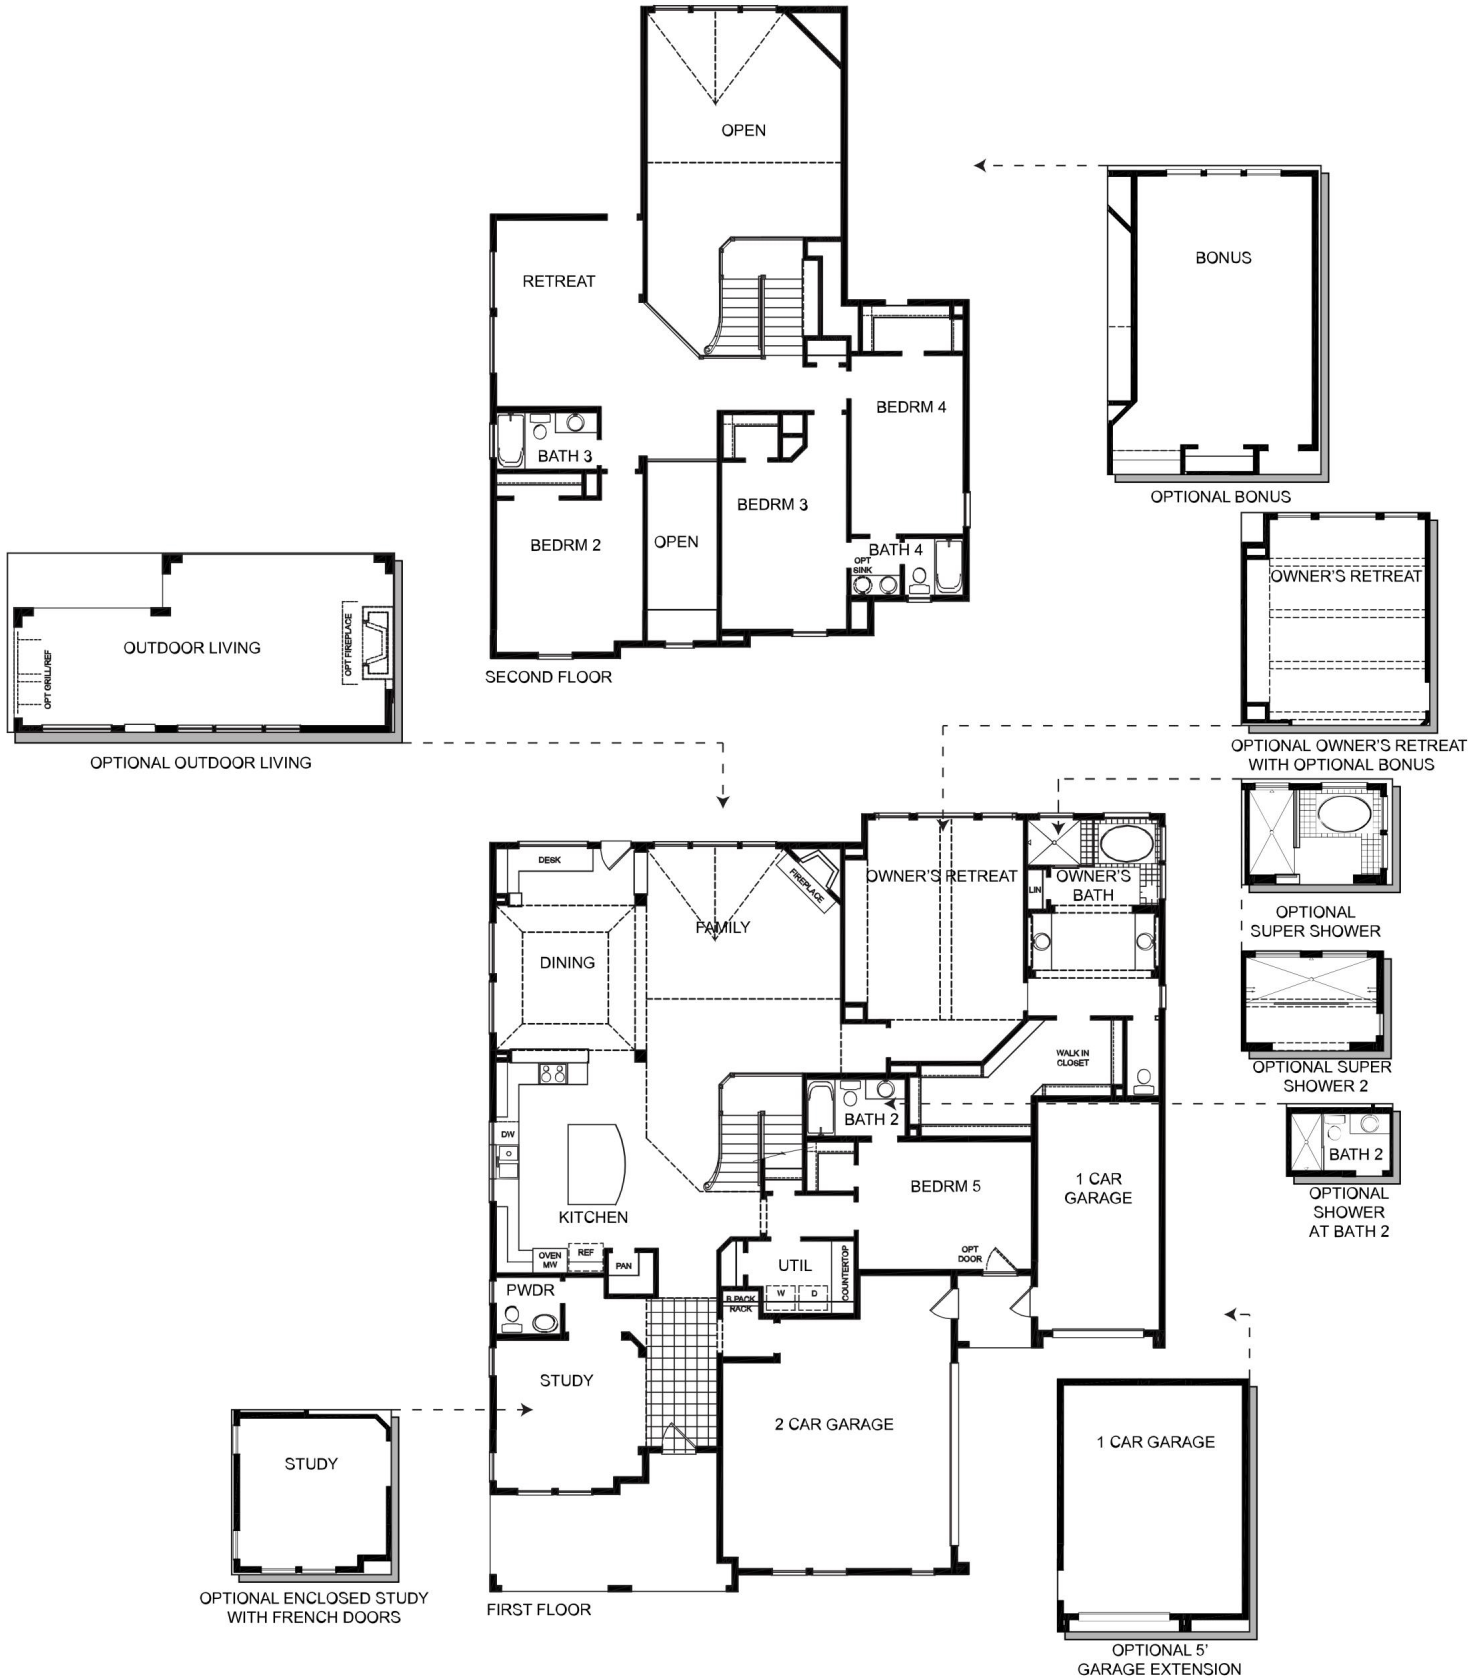 OPEN
RETREAT
BONUS
BEDRM 4
BATH 3
BEDRM 3
OPTIONAL BONUS
BEDRM 2
OPEN
BATH 4
OPT
SINK
SECOND FLOOR
OUTDOOR LIVING
OPT GRILL/REF
OPT FIREPLACE
OPTIONAL OUTDOOR LIVING
OWNER'S RETREAT
OPTIONAL OWNER'S RETREAT
WITH OPTIONAL BONUS
DESK
FIREPLACE
FAMILY
OWNER'S RETREAT
LIN
OWNER'S
BATH
OPTIONAL
SUPER SHOWER
DINING
WALK IN
CLOSET
OPTIONAL SUPER
SHOWER 2
BATH 2
DW
BATH 2
OPTIONAL
SHOWER
AT BATH 2
KITCHEN
BEDRM 5
1 CAR
GARAGE
OVEN
MW
REF
PAN
UTIL
W
D
COUNTERTOP
OPT
DOOR
B.PACK
RACK
PWDR
STUDY
2 CAR GARAGE
1 CAR GARAGE
STUDY
OPTIONAL ENCLOSED STUDY
WITH FRENCH DOORS
FIRST FLOOR
OPTIONAL 5'
GARAGE EXTENSION